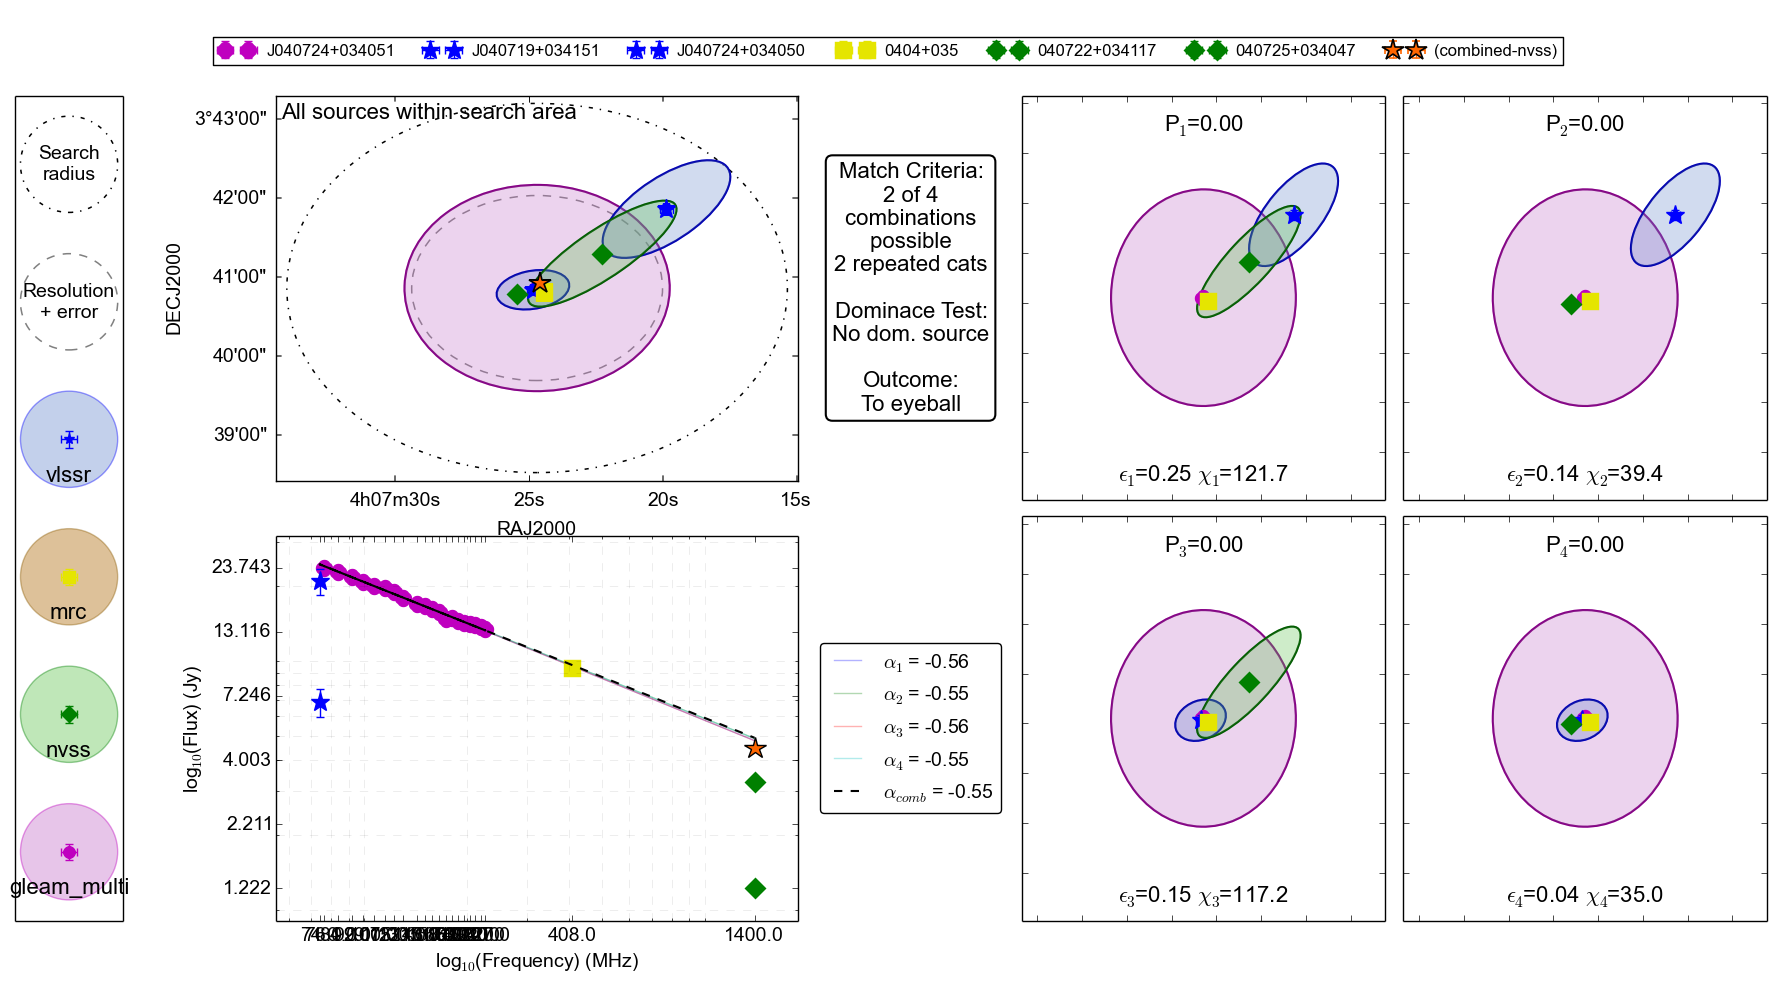 J040724+034051 J040719+034151 J040724+034050 0404+035 040722+034117 040725+034047 (combined-nvss)
Search
radius
Resolution
+ error
vlssr
mrc
nvss
gleam_multi
All sources within search area
DECJ2000
3°43'00"
42'00"
41'00"
40'00"
39'00"
4h07m30s 25s 20s 15s
RAJ2000
Match Criteria:
2 of 4
combinations
possible
2 repeated cats
Dominace Test:
No dom. source
Outcome:
To eyeball
P1=0.00
ϵ1=0.25 χ1=121.7
P2=0.00
ϵ2=0.14 χ2=39.4
log10(Flux) (Jy)
23.743
13.116
7.246
4.003
2.211
1.222
408.0 1400.0
log10(Frequency) (MHz)
α1 = -0.56
α2 = -0.55
α3 = -0.56
α4 = -0.55
αcomb = -0.55
P3=0.00
ϵ3=0.15 χ3=117.2
P4=0.00
ϵ4=0.04 χ4=35.0